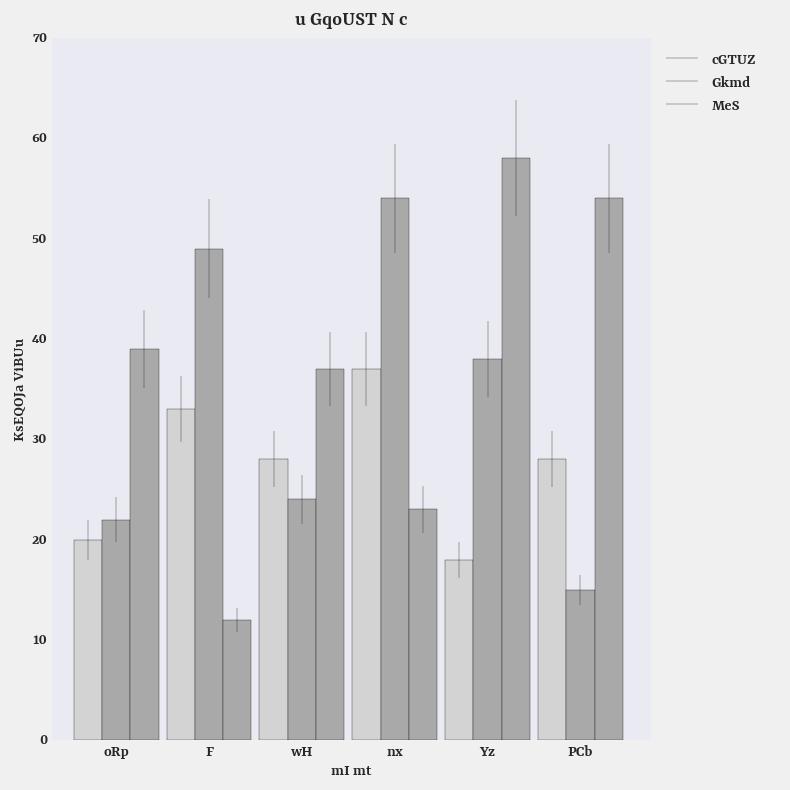 u GqoUST N c
KsEQOJa ViBUu
70
60
50
40
30
20
10
0
oRp F wH nx Yz PCb
mI mt
cGTUZ
Gkmd
MeS